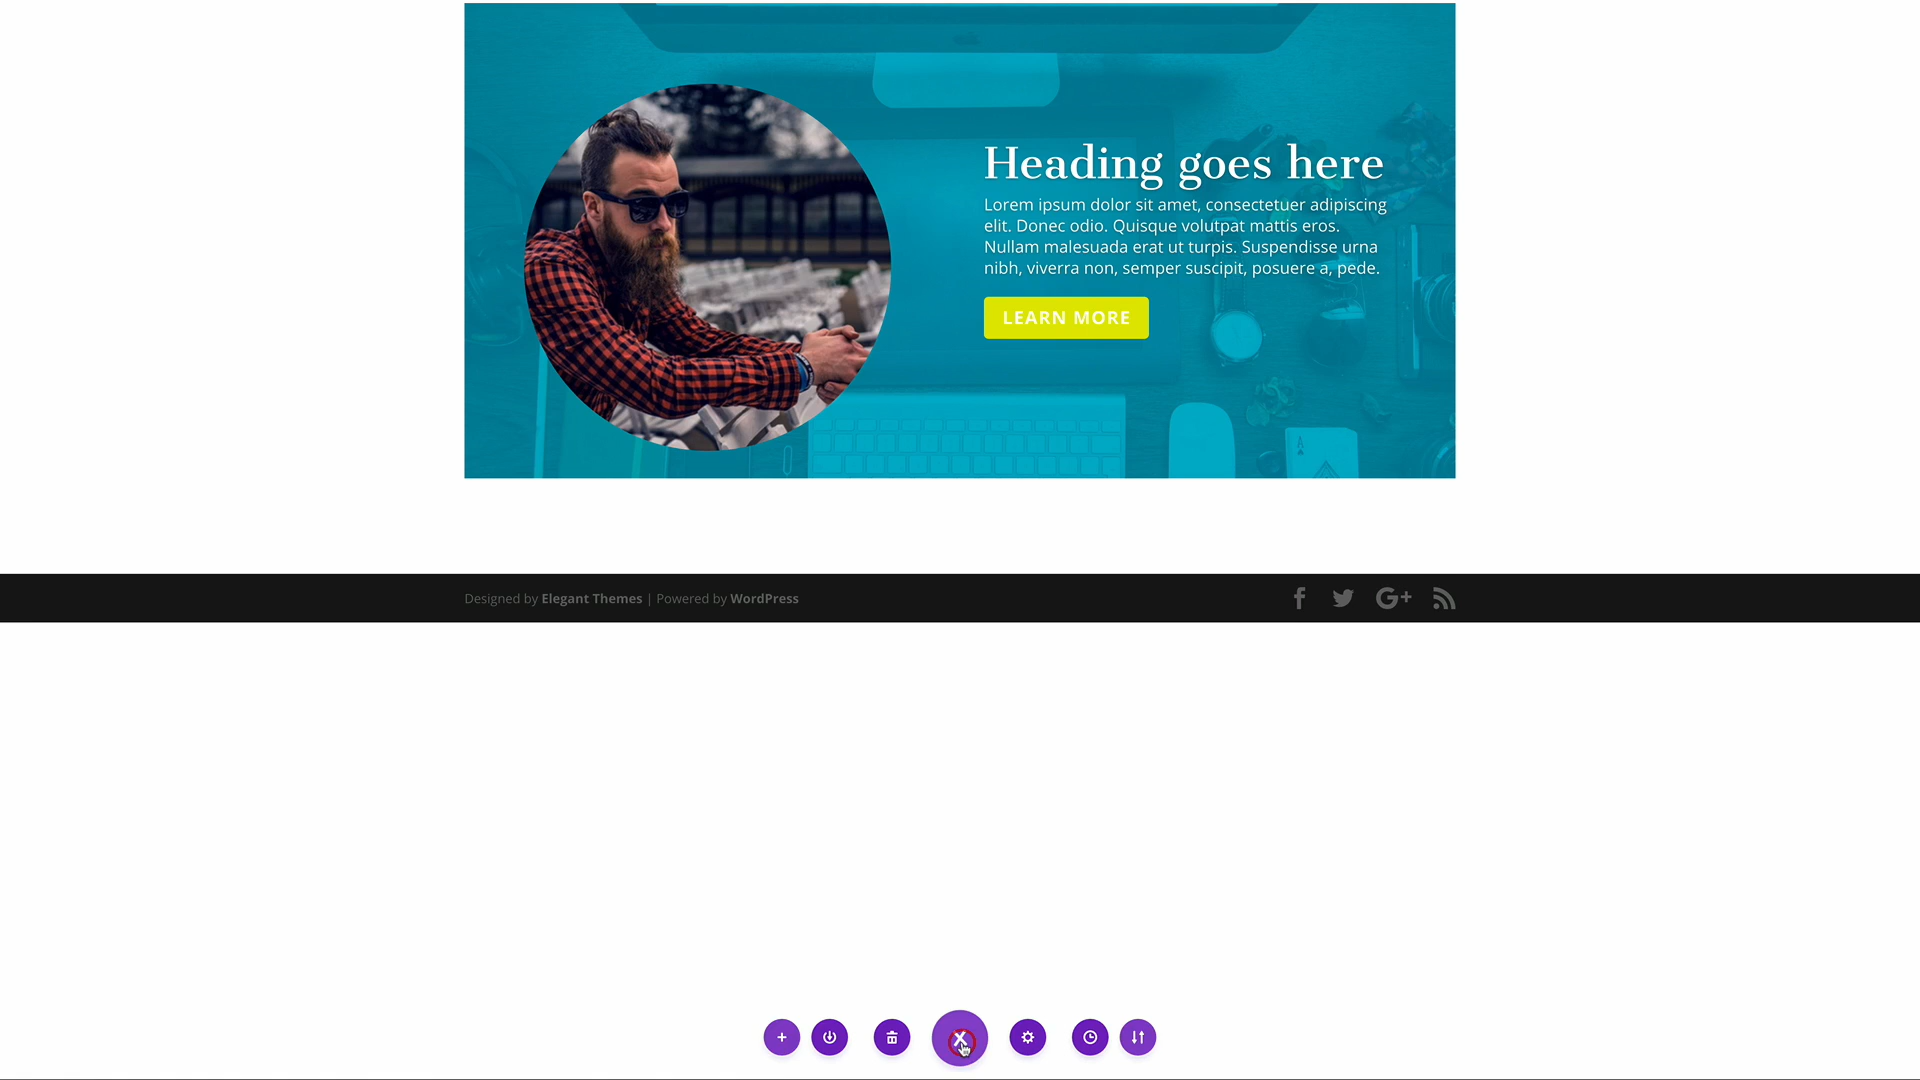 Heading goes here
Lorem ipsum dolor sit amet, consectetuer adipiscing
elit. Donec odio. Quisque volutpat mattis eros.
Nullam malesuada erat ut turpis. Suspendisse urna
nibh, viverra non, semper suscipit, posuere a, pede.
LEARN MORE
A
Designed by Elegant Themes | Powered by WordPress